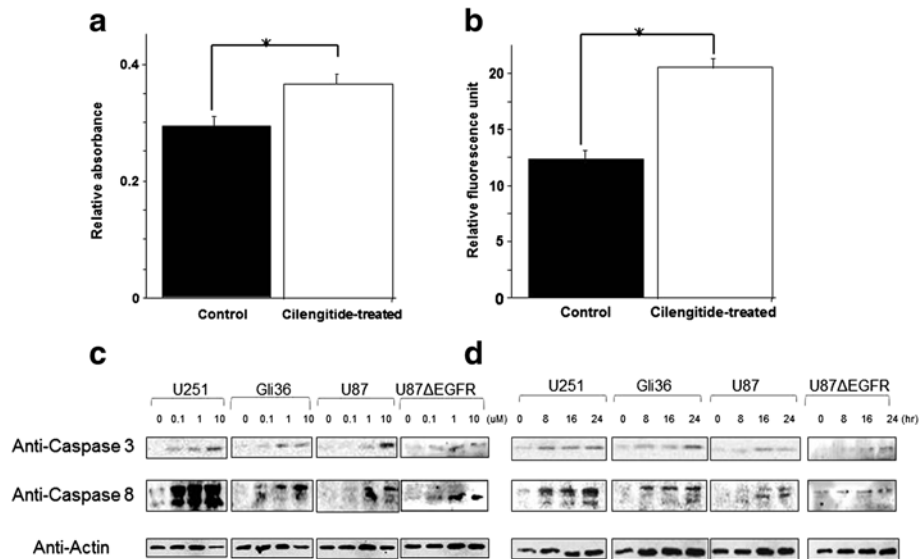 a
Relative absorbance
0.4
0.2
0
*
Control Cilengitide-treated
b
Relative fluorescence unit
20
15
10
5
0
*
Control Cilengitide-treated
c
U251 Gli36 U87 U87ΔEGFR
0 0.1 1 10 0 0.1 1 10 0 0.1 1 10 0 0.1 1 10 (uM)
Anti-Caspase 3
Anti-Caspase 8
Anti-Actin
d
U251 Gli36 U87 U87ΔEGFR
0 8 16 24 0 8 16 24 0 8 16 24 0 8 16 24 (hr)